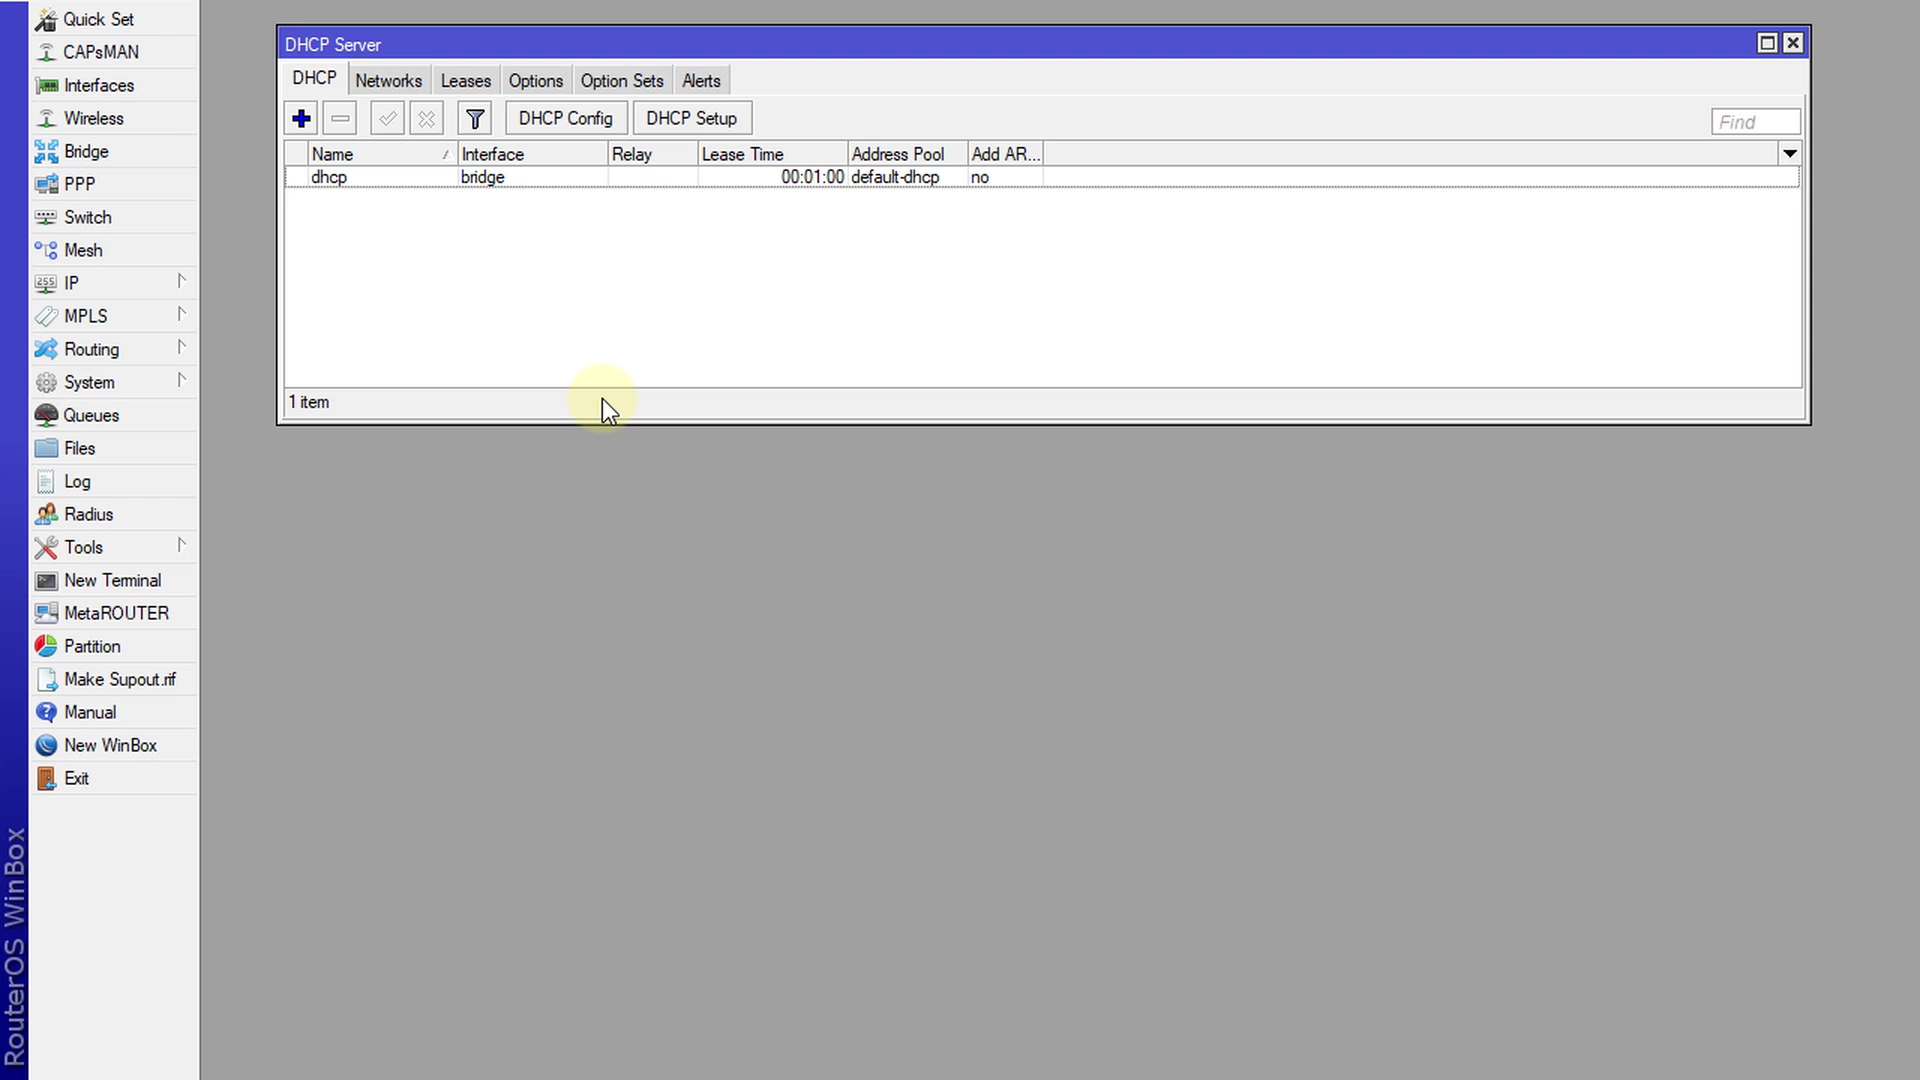 Quick Set
CAPsMAN
Interfaces
Wireless
Bridge
PPP
Switch
Mesh
255 IP
MPLS
Routing
System
Queues
Files
Log
Radius
Tools
New Terminal
MetaROUTER
Partition
Make Supout.rif
Manual
New WinBox
Exit
RouterOS WinBox
DHCP Server
DHCP Networks Leases Options Option Sets Alerts
DHCP Config DHCP Setup Find
Name Interface Relay Lease Time Address Pool Add AR...
dhcp bridge 00:01:00 default-dhcp no
1 item